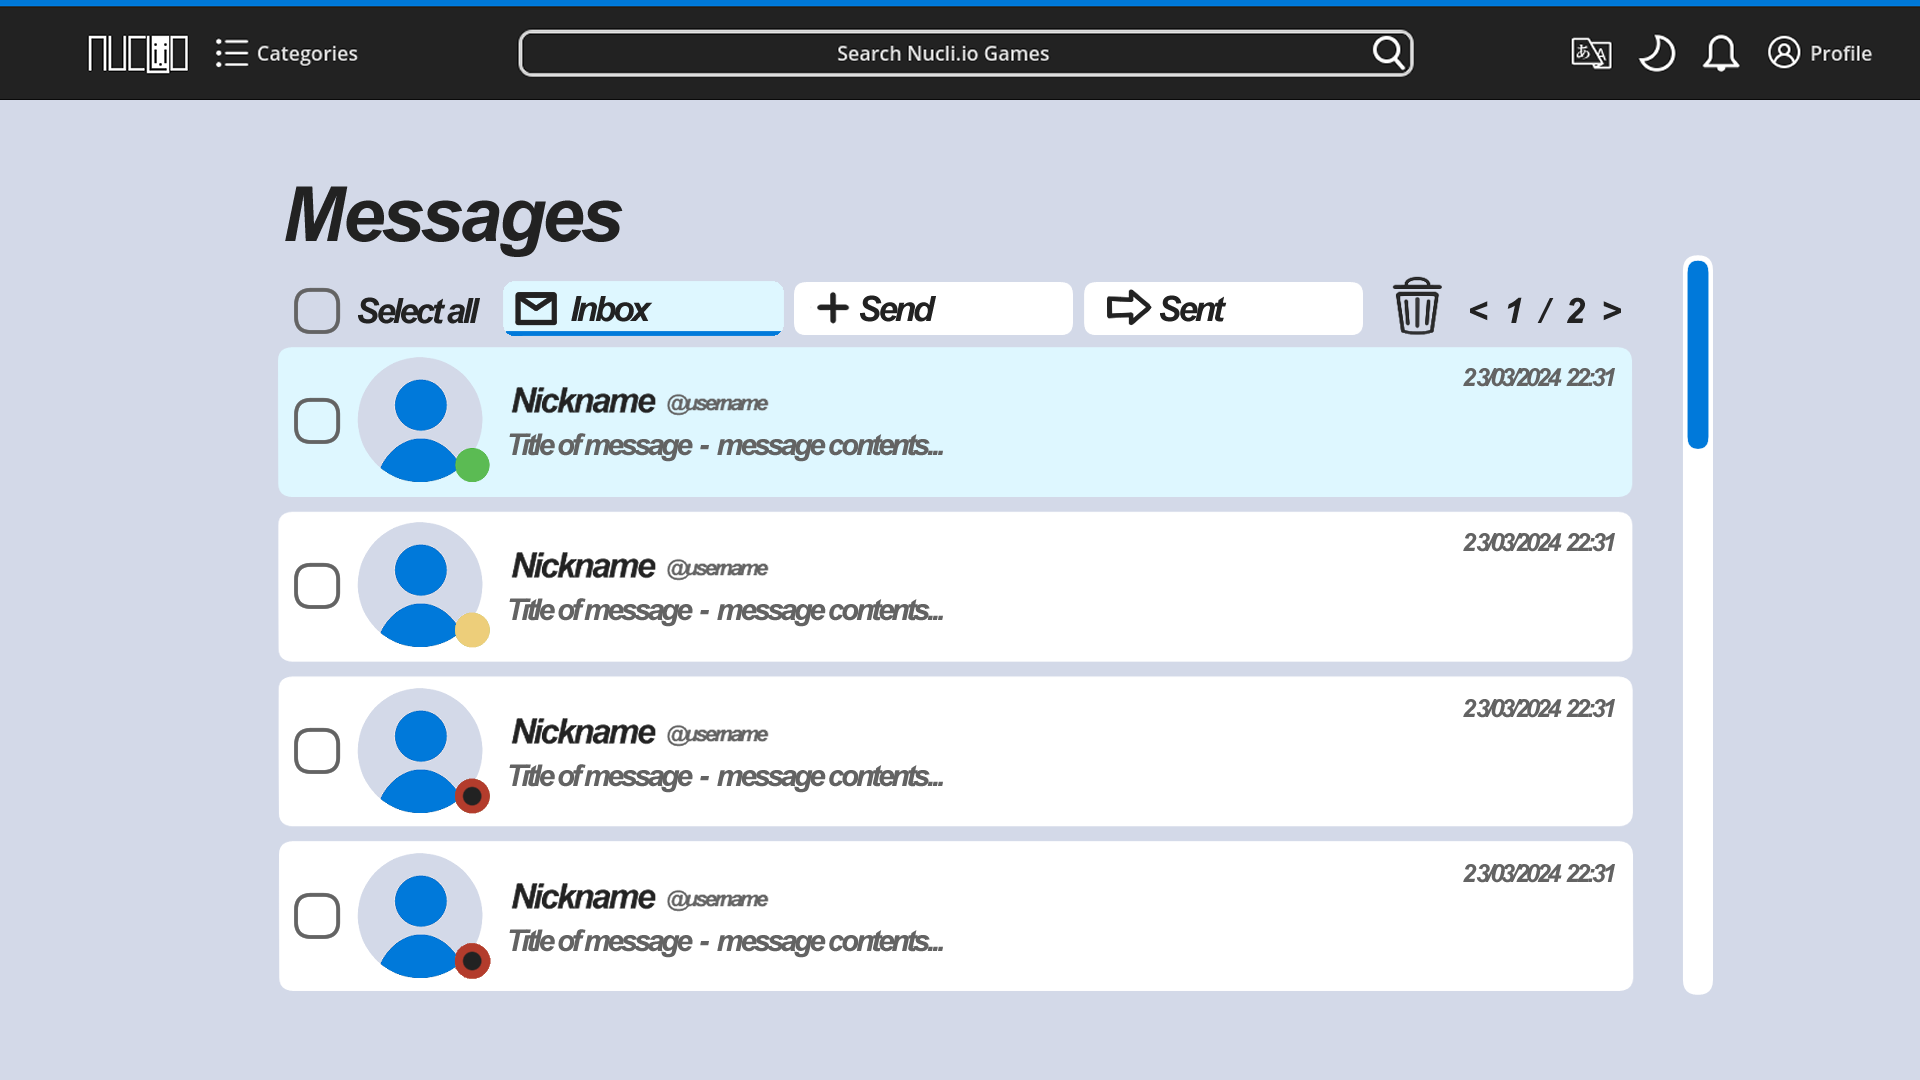 NUCLI.IO Categories Search Nucli.io Games Profile
Messages
Select all Inbox + Send Sent < 1 / 2 >
23/03/2024 22:31
Nickname @username
Title of message - message contents...
23/03/2024 22:31
Nickname @username
Title of message - message contents...
23/03/2024 22:31
Nickname @username
Title of message - message contents...
23/03/2024 22:31
Nickname @username
Title of message - message contents...